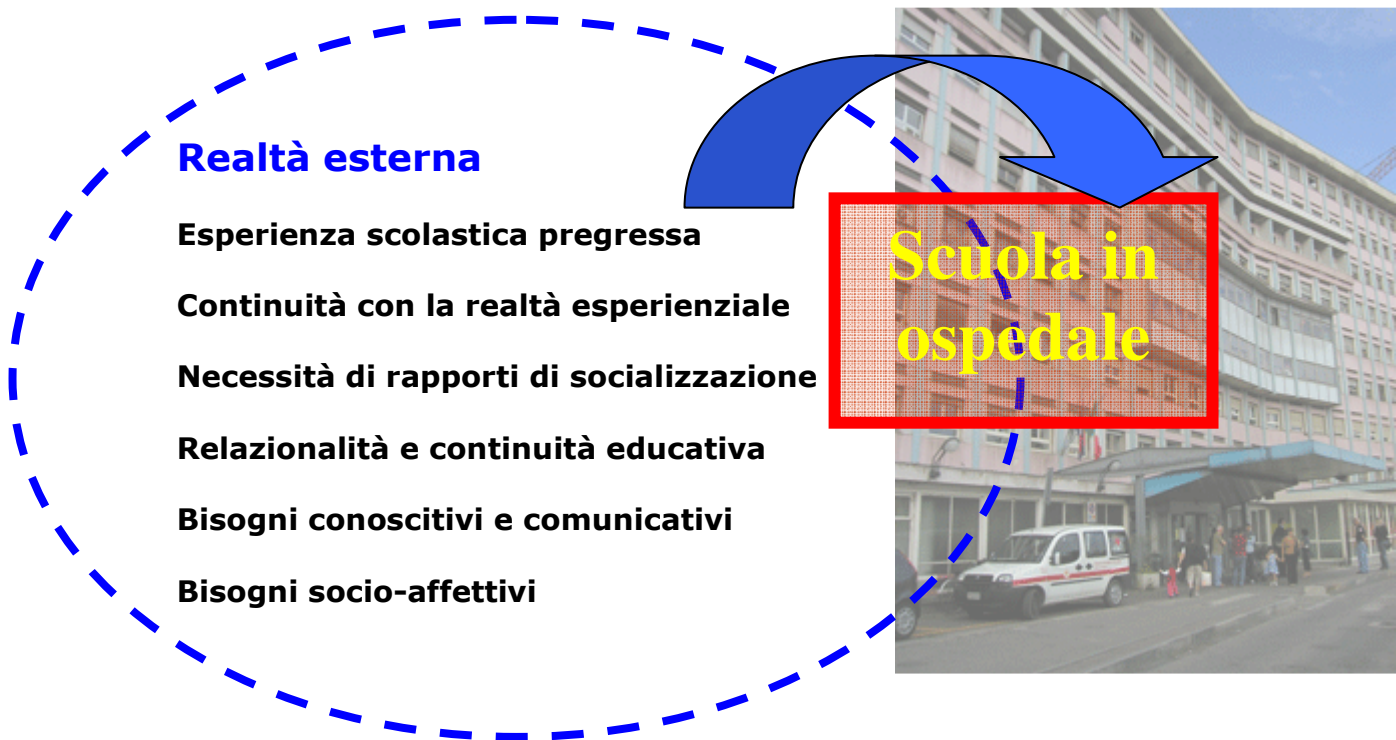 Realtà esterna
Esperienza scolastica pregressa
Continuità con la realtà esperienziale
Necessità di rapporti di socializzazione
Relazionalità e continuità educativa
Bisogni conoscitivi e comunicativi
Bisogni socio-affettivi
Scuola in
ospedale